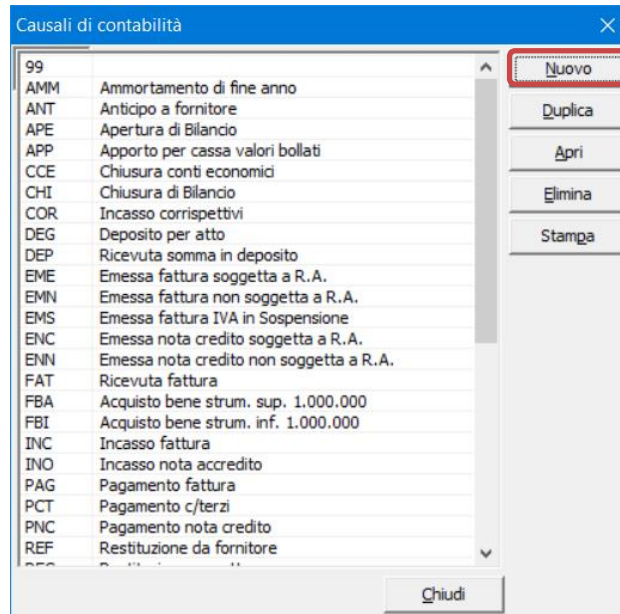 Causali di contabilità
99
AMM Ammortamento di fine anno
ANT Anticipo a fornitore
APE Apertura di Bilancio
APP Apporto per cassa valori bollati
CCE Chiusura conti economici
CHI Chiusura di Bilancio
COR Incasso corrispettivi
DEG Deposito per atto
DEP Ricevuta somma in deposito
EME Emessa fattura soggetta a R.A.
EMN Emessa fattura non soggetta a R.A.
EMS Emessa fattura IVA in Sospensione
ENC Emessa nota credito soggetta a R.A.
ENN Emessa nota credito non soggetta a R.A.
FAT Ricevuta fattura
FBA Acquisto bene strum. sup. 1.000.000
FBI Acquisto bene strum. inf. 1.000.000
INC Incasso fattura
INO Incasso nota accredito
PAG Pagamento fattura
PCT Pagamento c/terzi
PNC Pagamento nota credito
REF Restituzione da fornitore
Nuovo
Duplica
Apri
Elimina
Stampa
Chiudi